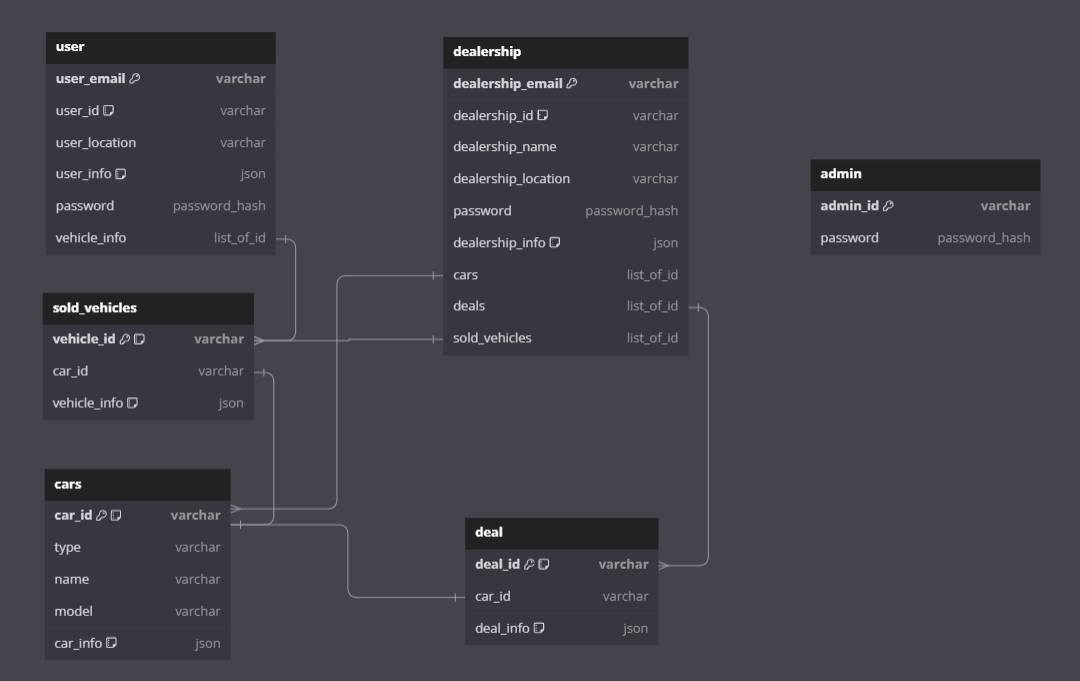 user
user_email varchar
user_id varchar
user_location varchar
user_info json
password password_hash
vehicle_info list_of_id
sold_vehicles
vehicle_id varchar
car_id varchar
vehicle_info json
cars
car_id varchar
type varchar
name varchar
model varchar
car_info json
dealership
dealership_email varchar
dealership_id varchar
dealership_name varchar
dealership_location varchar
password password_hash
dealership_info json
cars list_of_id
deals list_of_id
sold_vehicles list_of_id
deal
deal_id varchar
car_id varchar
deal_info json
admin
admin_id varchar
password password_hash